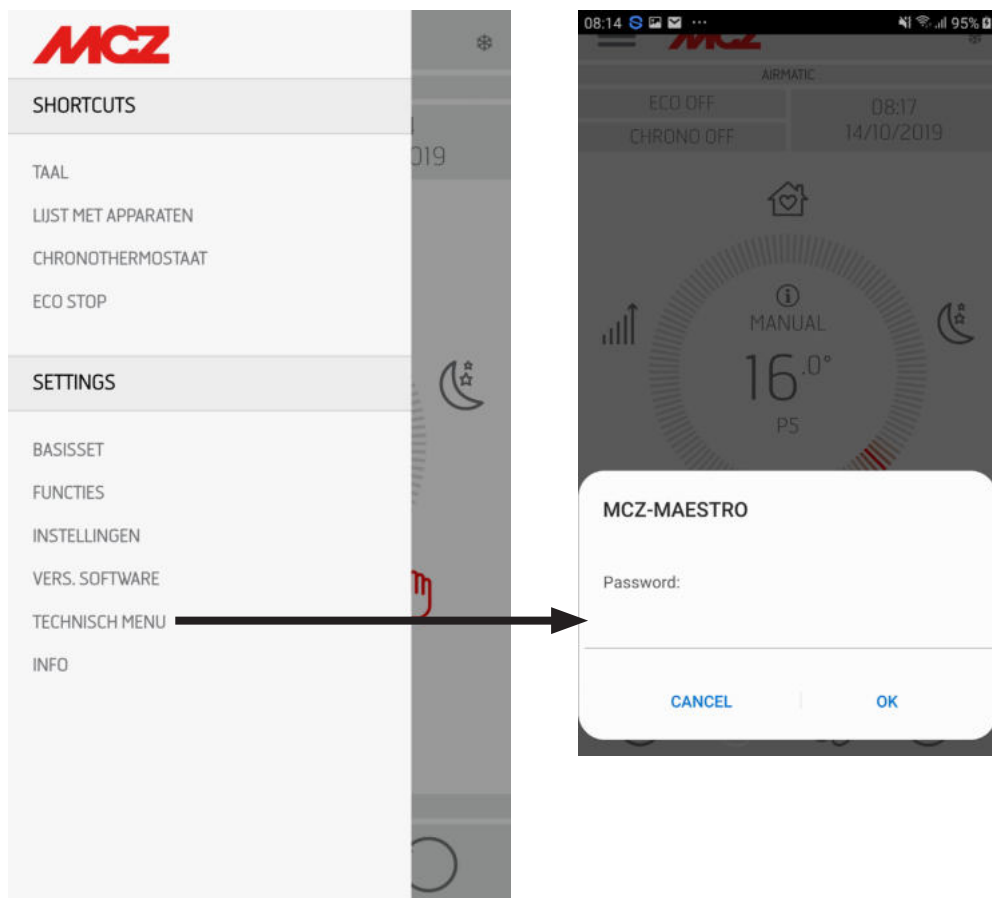 MCZ
SHORTCUTS
TAAL
LIJST MET APPARATEN
CHRONOTHERMOSTAAT
ECO STOP
SETTINGS
BASISSET
FUNCTIES
INSTELLINGEN
VERS. SOFTWARE
TECHNISCH MENU
INFO
019
08:14 95%
MCZ
AIRMATIC
ECO OFF
CHRONO OFF
08:17
14/10/2019
MANUAL
16.0°
P5
MCZ-MAESTRO
Password:
CANCEL OK